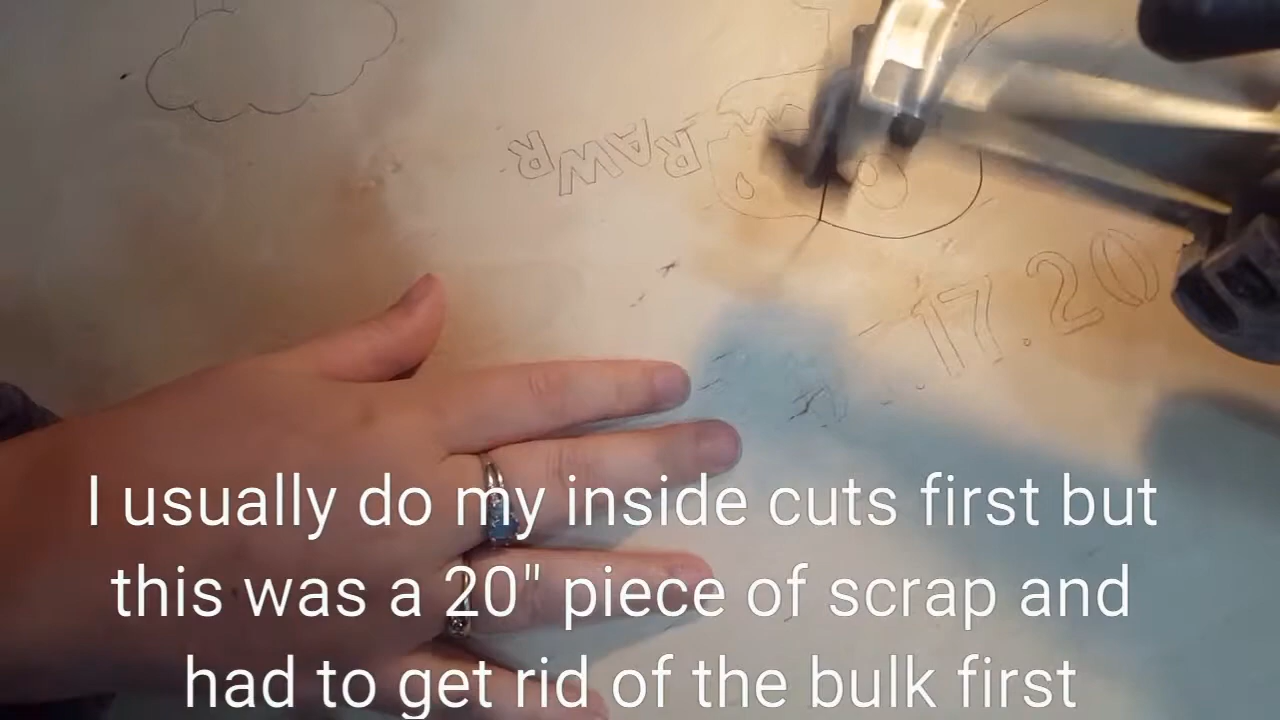 RAWR
17.20
I usually do my inside cuts first but
this was a 20" piece of scrap and
had to get rid of the bulk first